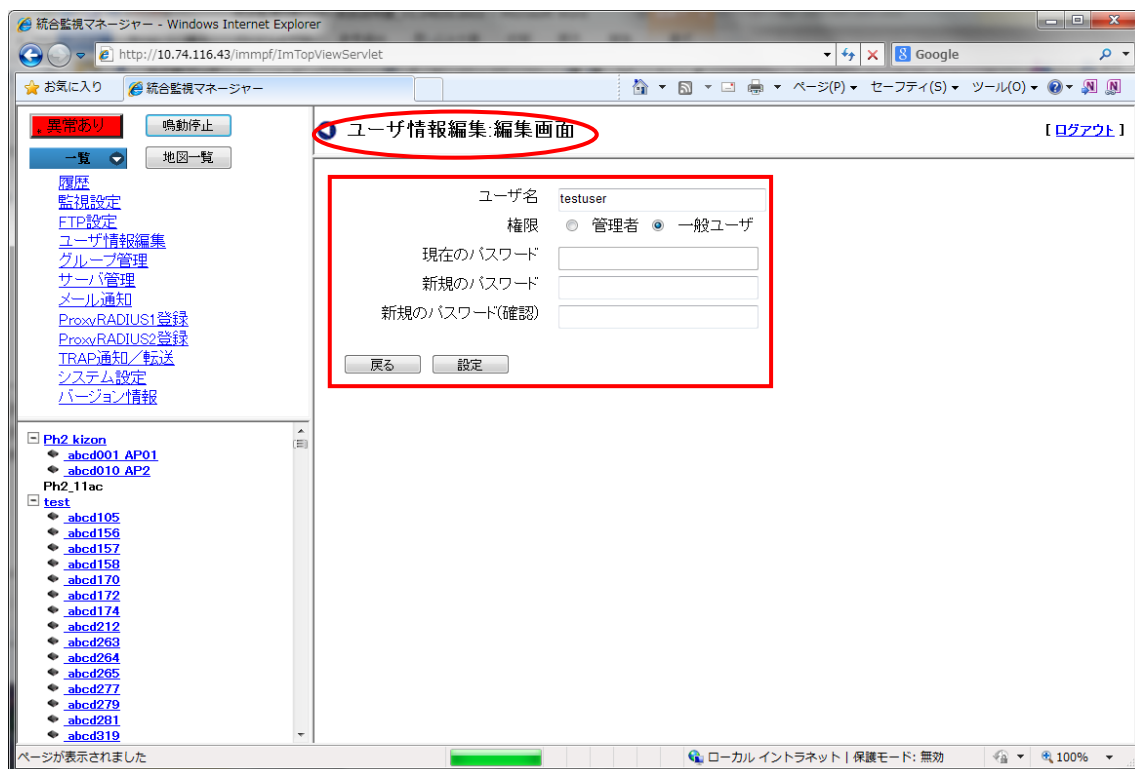 統合監視マネージャー - Windows Internet Explorer
http://10.74.116.43/immpf/ImTopViewServlet
Google
お気に入り
統合監視マネージャー
ページ(P)
セーフティ(S)
ツール(O)
異常あり
鳴動停止
一覧
地図一覧
履歴
監視設定
FTP設定
ユーザ情報編集
グループ管理
サーバ管理
メール通知
ProxyRADIUS1登録
ProxyRADIUS2登録
TRAP通知／転送
システム設定
バージョン情報
Ph2 kizon
abcd001 AP01
abcd010 AP2
Ph2_11ac
test
abcd105
abcd156
abcd157
abcd158
abcd170
abcd172
abcd174
abcd212
abcd263
abcd264
abcd265
abcd277
abcd279
abcd281
abcd319
ユーザ情報編集:編集画面
[ ログアウト ]
ユーザ名 testuser
権限 管理者 一般ユーザ
現在のパスワード
新規のパスワード
新規のパスワード(確認)
戻る 設定
ページが表示されました
ローカル イントラネット | 保護モード: 無効
100%